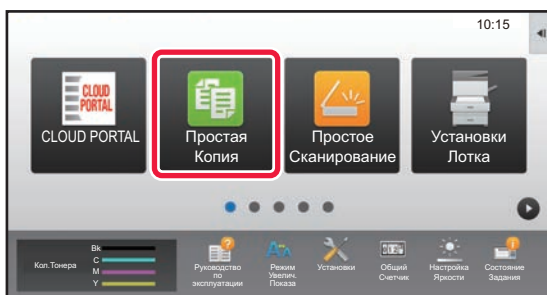 10:15
CLOUD
PORTAL
CLOUD PORTAL
Простая
Копия
Простое
Сканирование
Установки
Лотка
Кол.Тонера
Bk
C
M
Y
Руководство
по
эксплуатации
Режим
Увелич.
Показа
Установки
Общий
Счетчик
Настройка
Яркости
Состояние
Задания